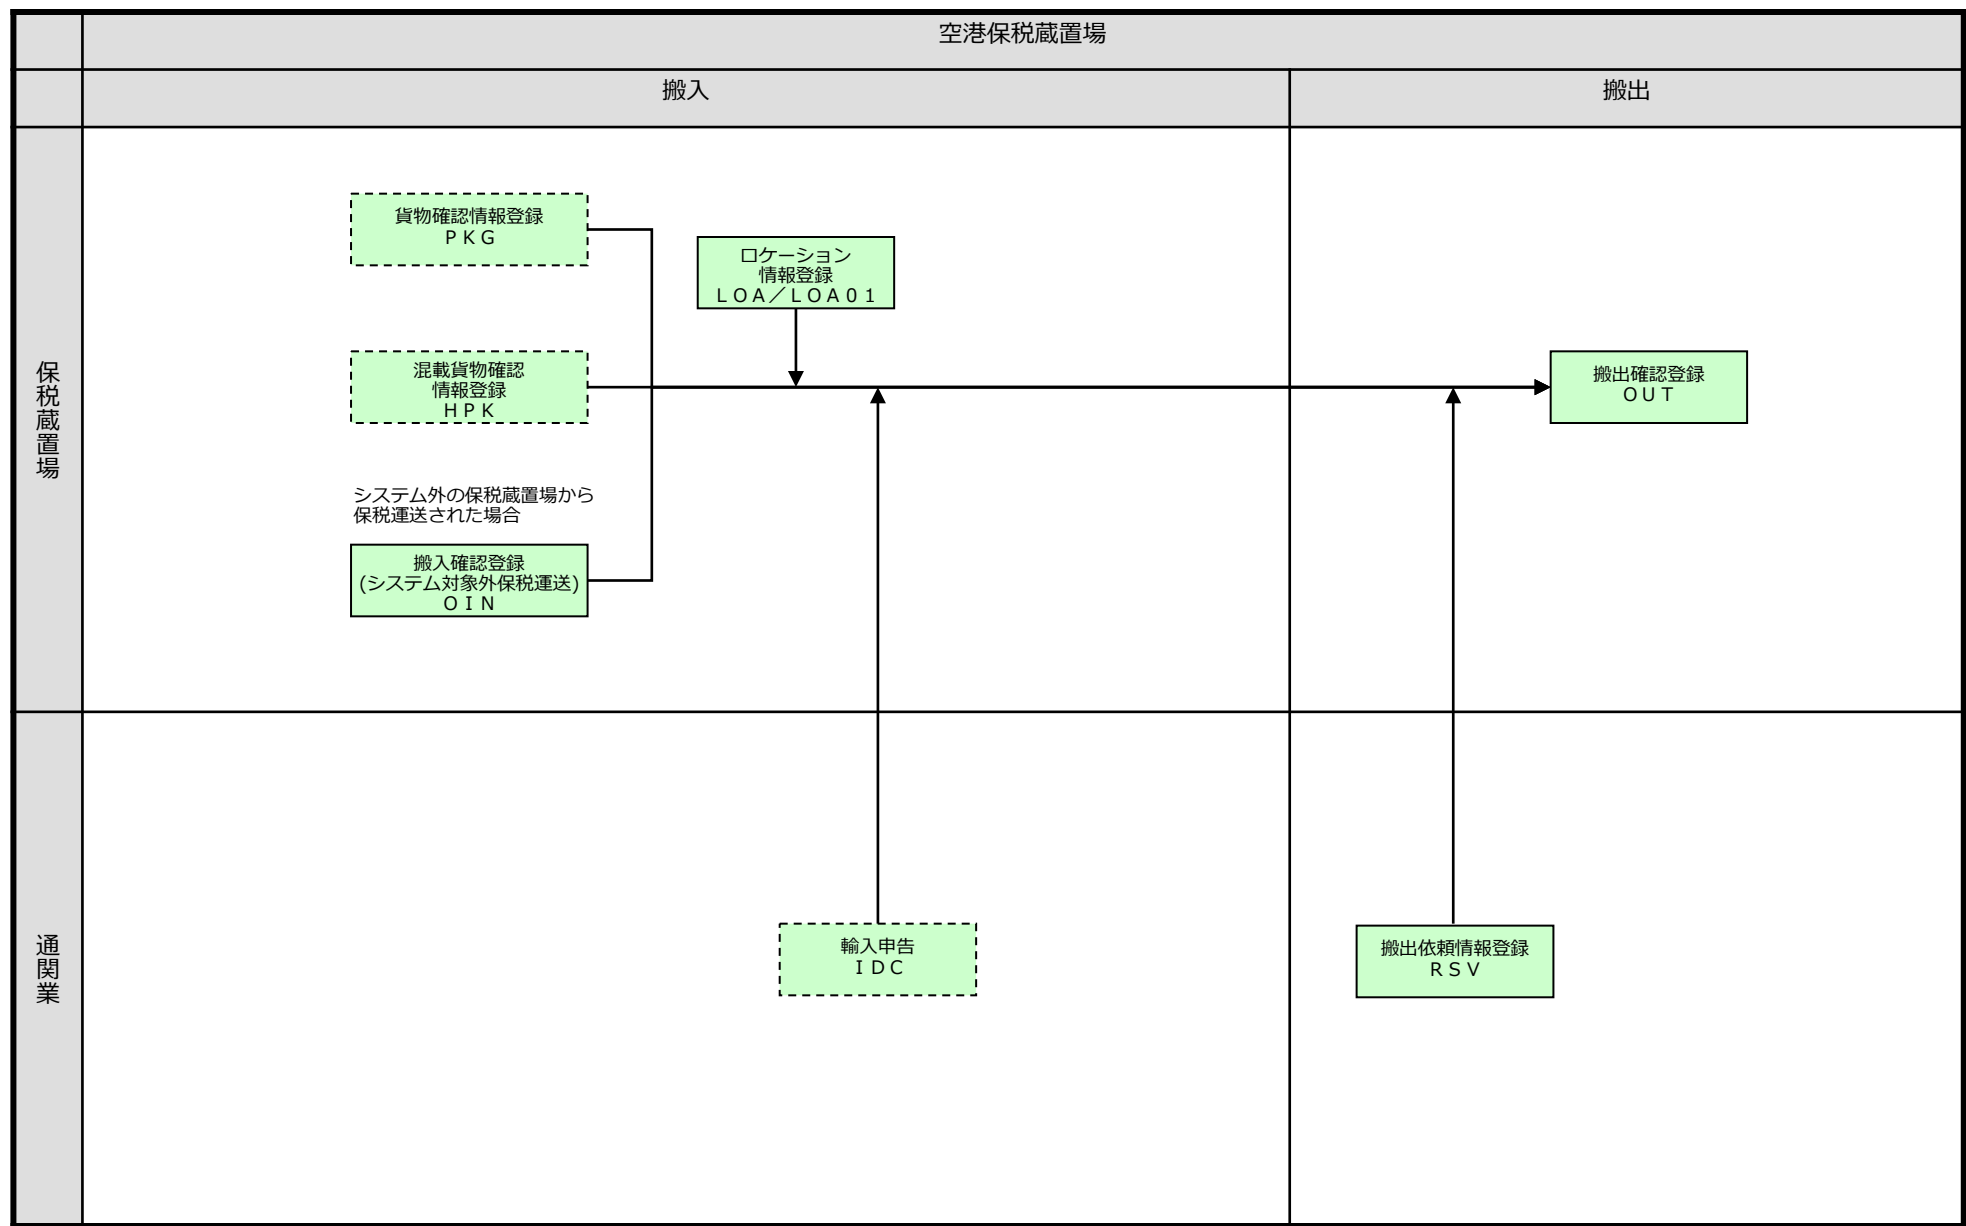 空港保税蔵置場
搬入
搬出
保税蔵置場
貨物確認情報登録
ＰＫＧ
ロケーション
情報登録
ＬＯＡ／ＬＯＡ０１
混載貨物確認
情報登録
ＨＰＫ
搬出確認登録
ＯＵＴ
システム外の保税蔵置場から
保税運送された場合
搬入確認登録
(システム対象外保税運送)
ＯＩＮ
通関業
輸入申告
ＩＤＣ
搬出依頼情報登録
ＲＳＶ